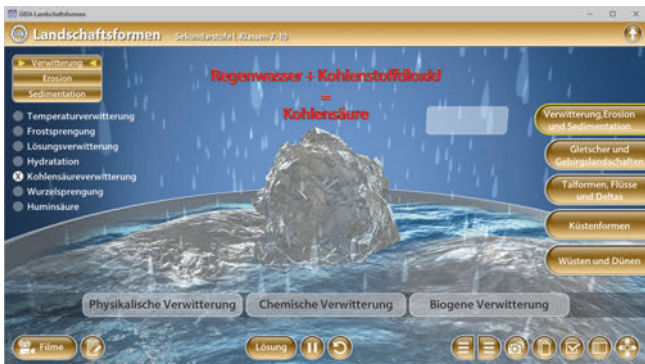 GIDA Landschaftsformen
Landschaftsformen Sekundarstufe I, Klassen 7-10
Verwitterung
Erosion
Sedimentation
Temperaturverwitterung
Frostsprengung
Lösungsverwitterung
Hydratation
Kohlensäureverwitterung
Wurzelsprengung
Huminsäure
Regenwasser + Kohlenstoffdioxid
=
Kohlensäure
Verwitterung, Erosion
und Sedimentation
Gletscher und
Gebirgslandschaften
Talformen, Flüsse
und Deltas
Küstenformen
Wüsten und Dünen
Physikalische Verwitterung
Chemische Verwitterung
Biogene Verwitterung
Filme
Lösung